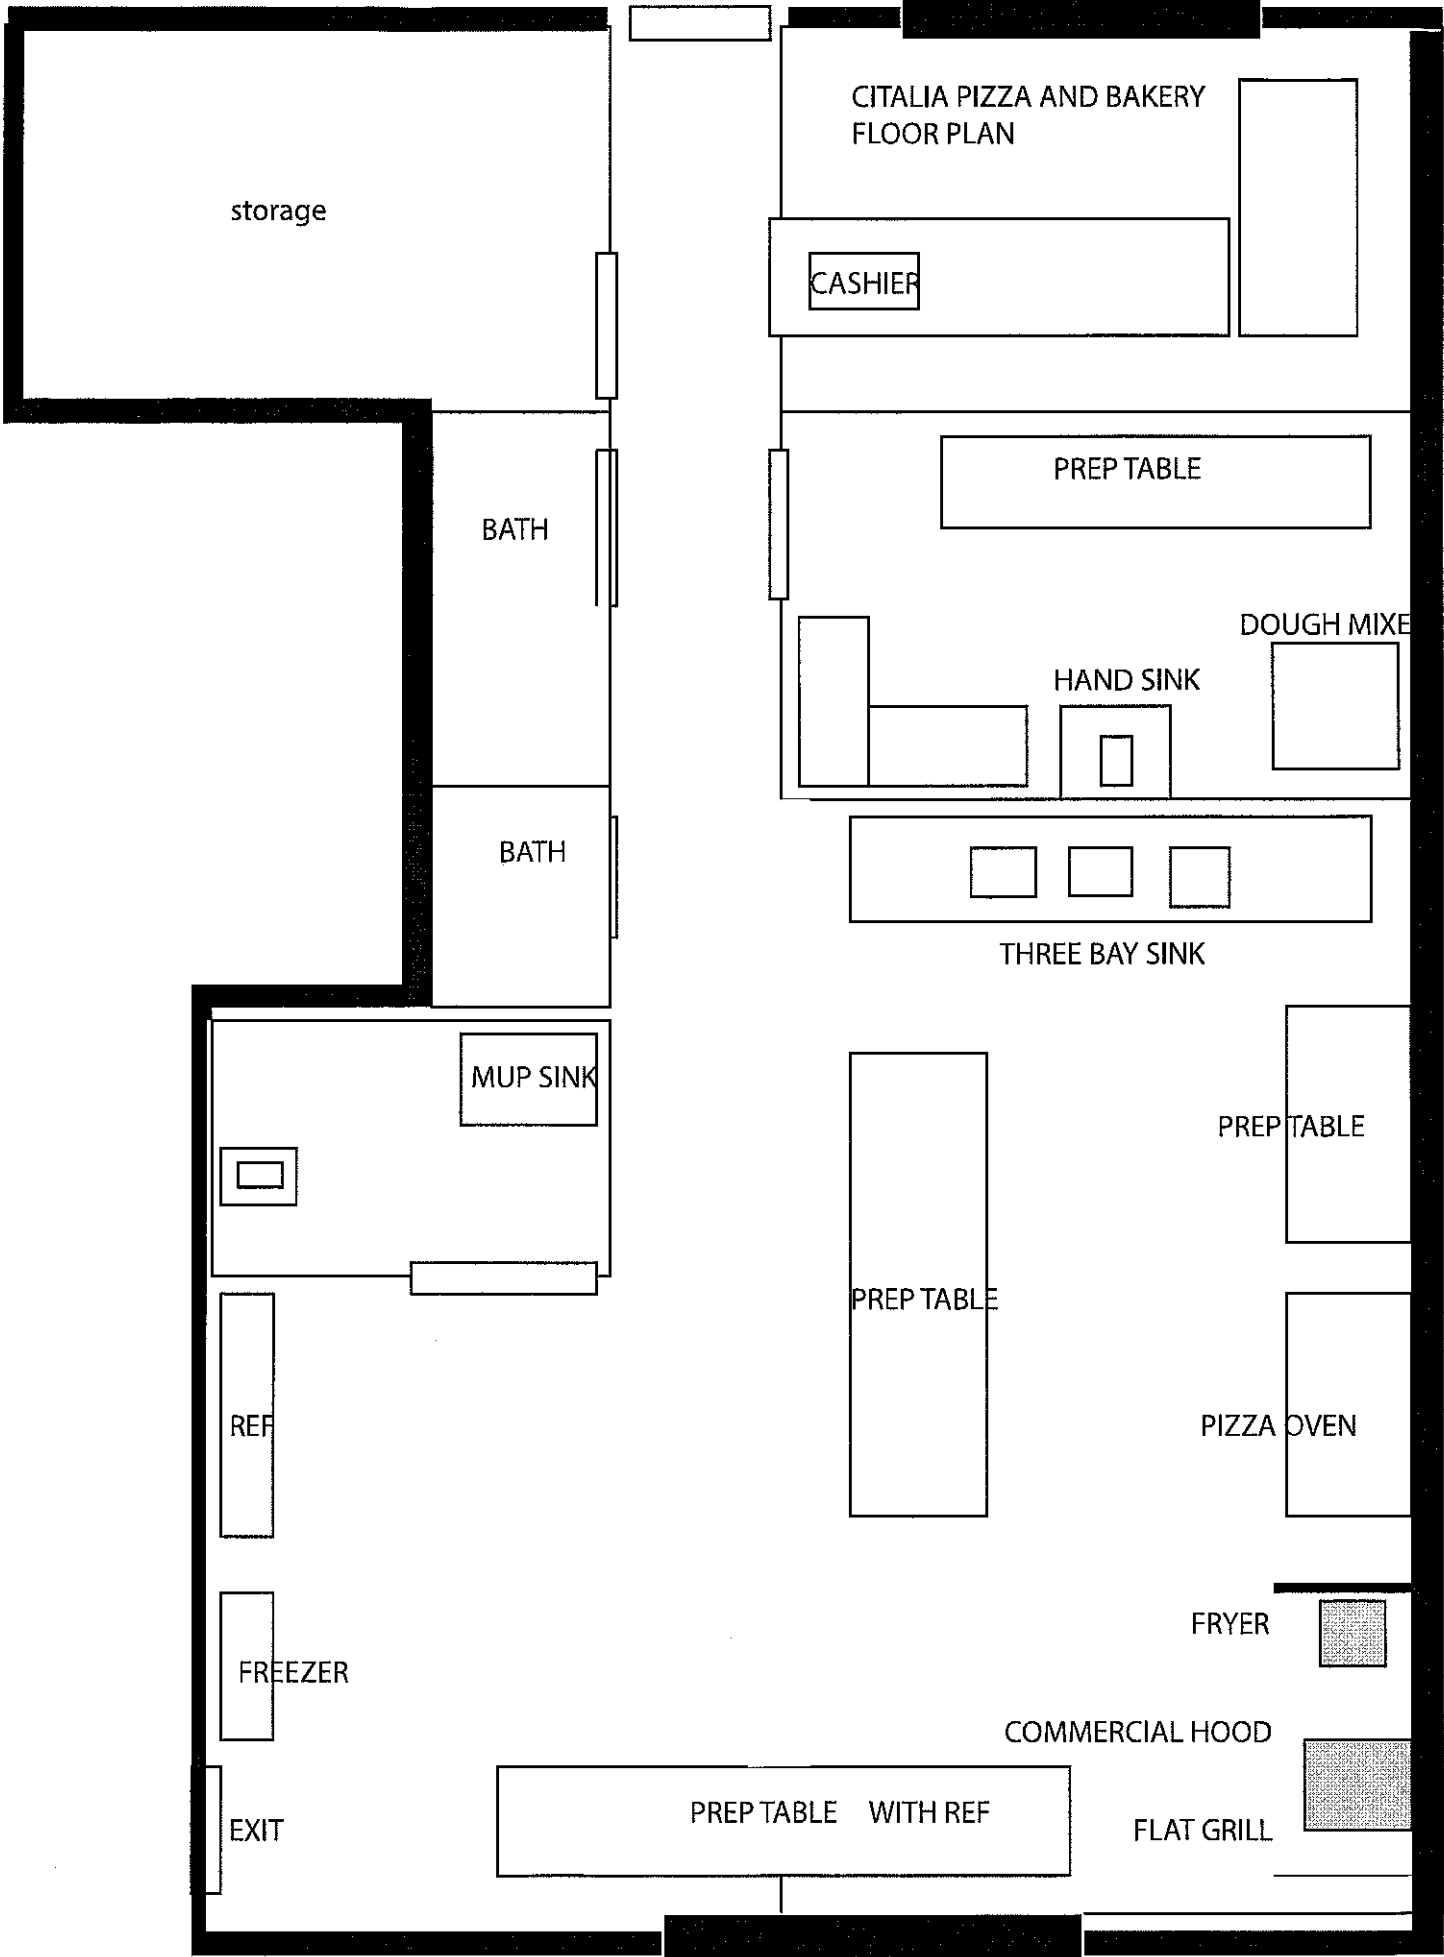 CITALIA PIZZA AND BAKERY
FLOOR PLAN
storage
CASHIER
PREP TABLE
BATH
DOUGH MIXE
HAND SINK
BATH
THREE BAY SINK
MUP SINK
PREP TABLE
PREP TABLE
REF
PIZZA OVEN
FRYER
FREEZER
COMMERCIAL HOOD
PREP TABLE WITH REF
EXIT
FLAT GRILL